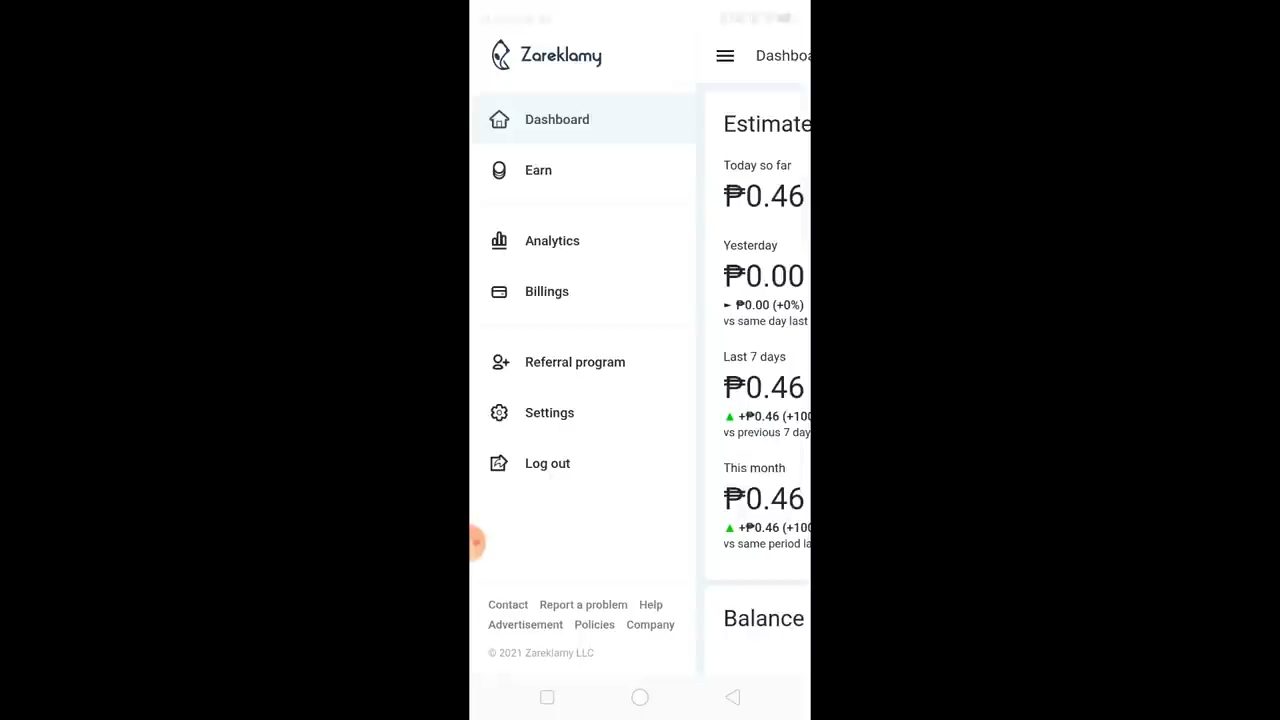 Zareklamy
Dashboard
Earn
Analytics
Billings
Referral program
Settings
Log out
Contact Report a problem Help
Advertisement Policies Company
© 2021 Zareklamy LLC
Dashboa
Estimate
Today so far
₱0.46
Yesterday
₱0.00
► ₱0.00 (+0%)
vs same day last
Last 7 days
₱0.46
▲ +₱0.46 (+100
vs previous 7 day
This month
₱0.46
▲ +₱0.46 (+100
vs same period la
Balance